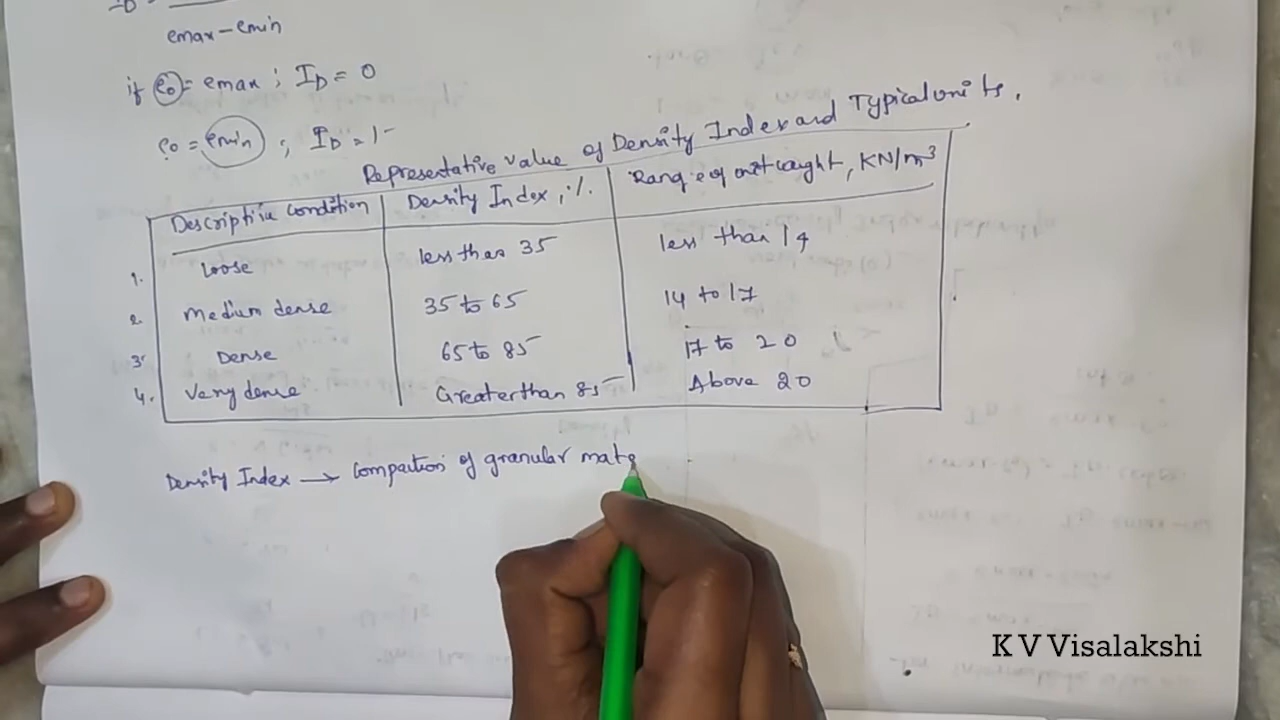 emax - emin
if e₀ = emax ; I_D = 0
e₀ = emin ; I_D = 1
Representative value of Density Index and Typical units.
Descriptive condition Density Index, % Range of unit weight, KN/m³
1. Loose less than 35 less than 14
2. Medium dense 35 to 65 14 to 17
3. Dense 65 to 85 17 to 20
4. Very dense Greater than 85 Above 20
Density Index → Compaction of granular mate
K V Visalakshi